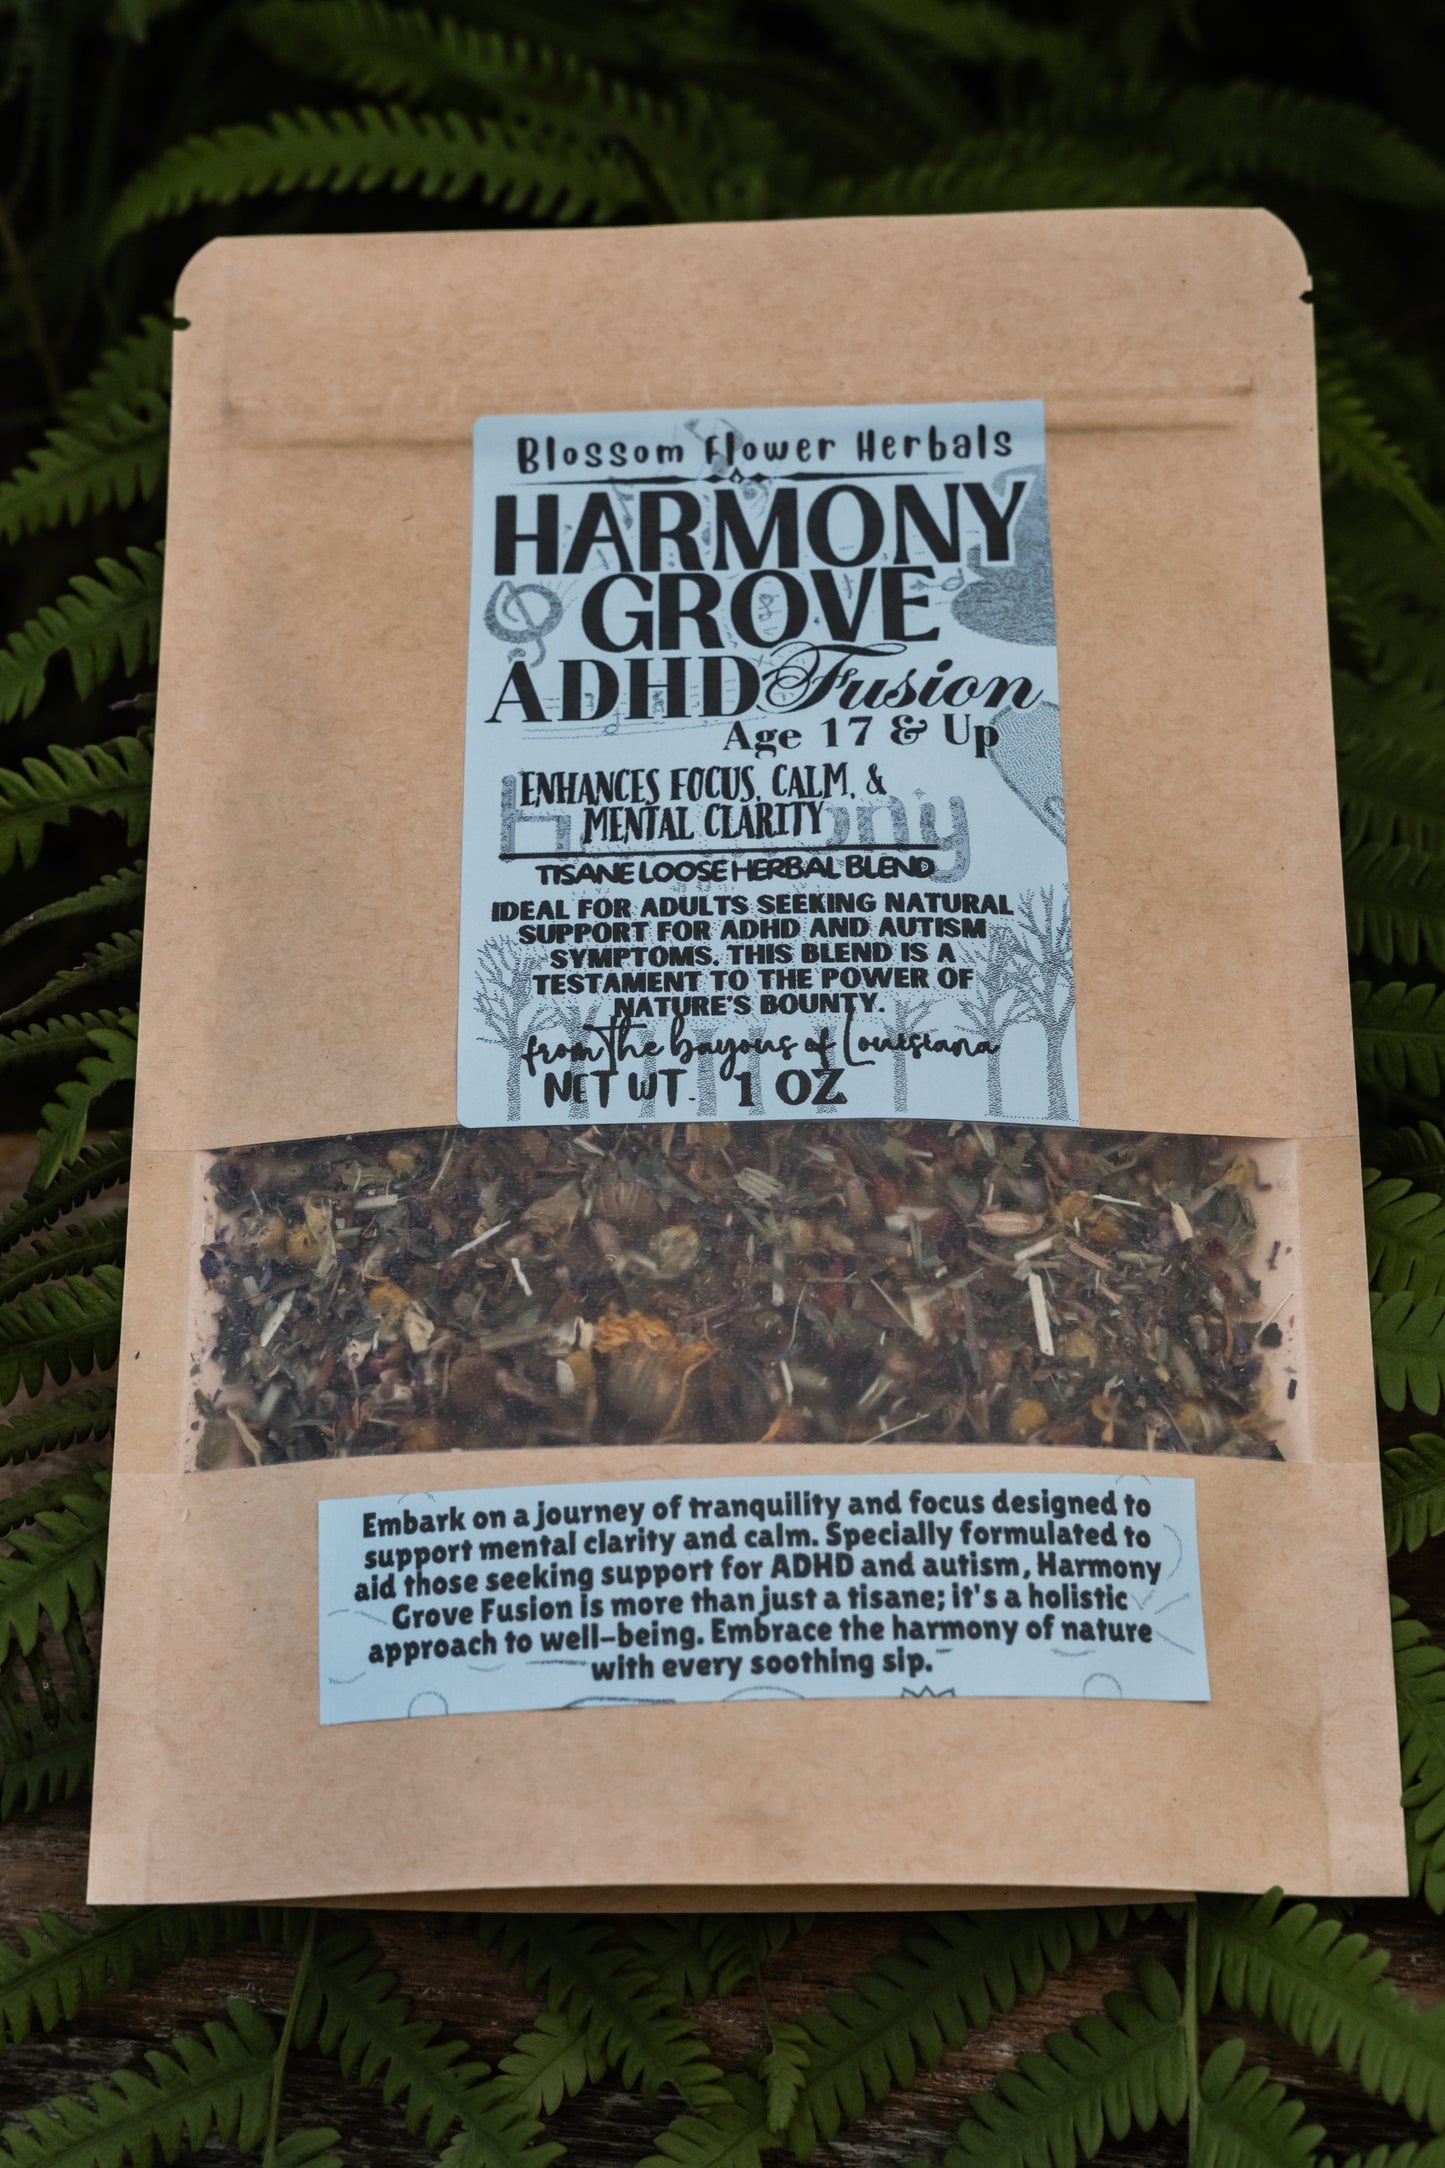 Blossom Flower Herbals
HARMONY
GROVE
ADHD Fusion
Age 17 & Up
ENHANCES FOCUS, CALM, &
MENTAL CLARITY
TISANE LOOSE HERBAL BLEND
IDEAL FOR ADULTS SEEKING NATURAL
SUPPORT FOR ADHD AND AUTISM
SYMPTOMS. THIS BLEND IS A
TESTAMENT TO THE POWER OF
NATURE'S BOUNTY.
from the bayous of Louisiana
NET WT. 1 OZ
Embark on a journey of tranquility and focus designed to
support mental clarity and calm. Specially formulated to
aid those seeking support for ADHD and autism, Harmony
Grove Fusion is more than just a tisane; it's a holistic
approach to well-being. Embrace the harmony of nature
with every soothing sip.